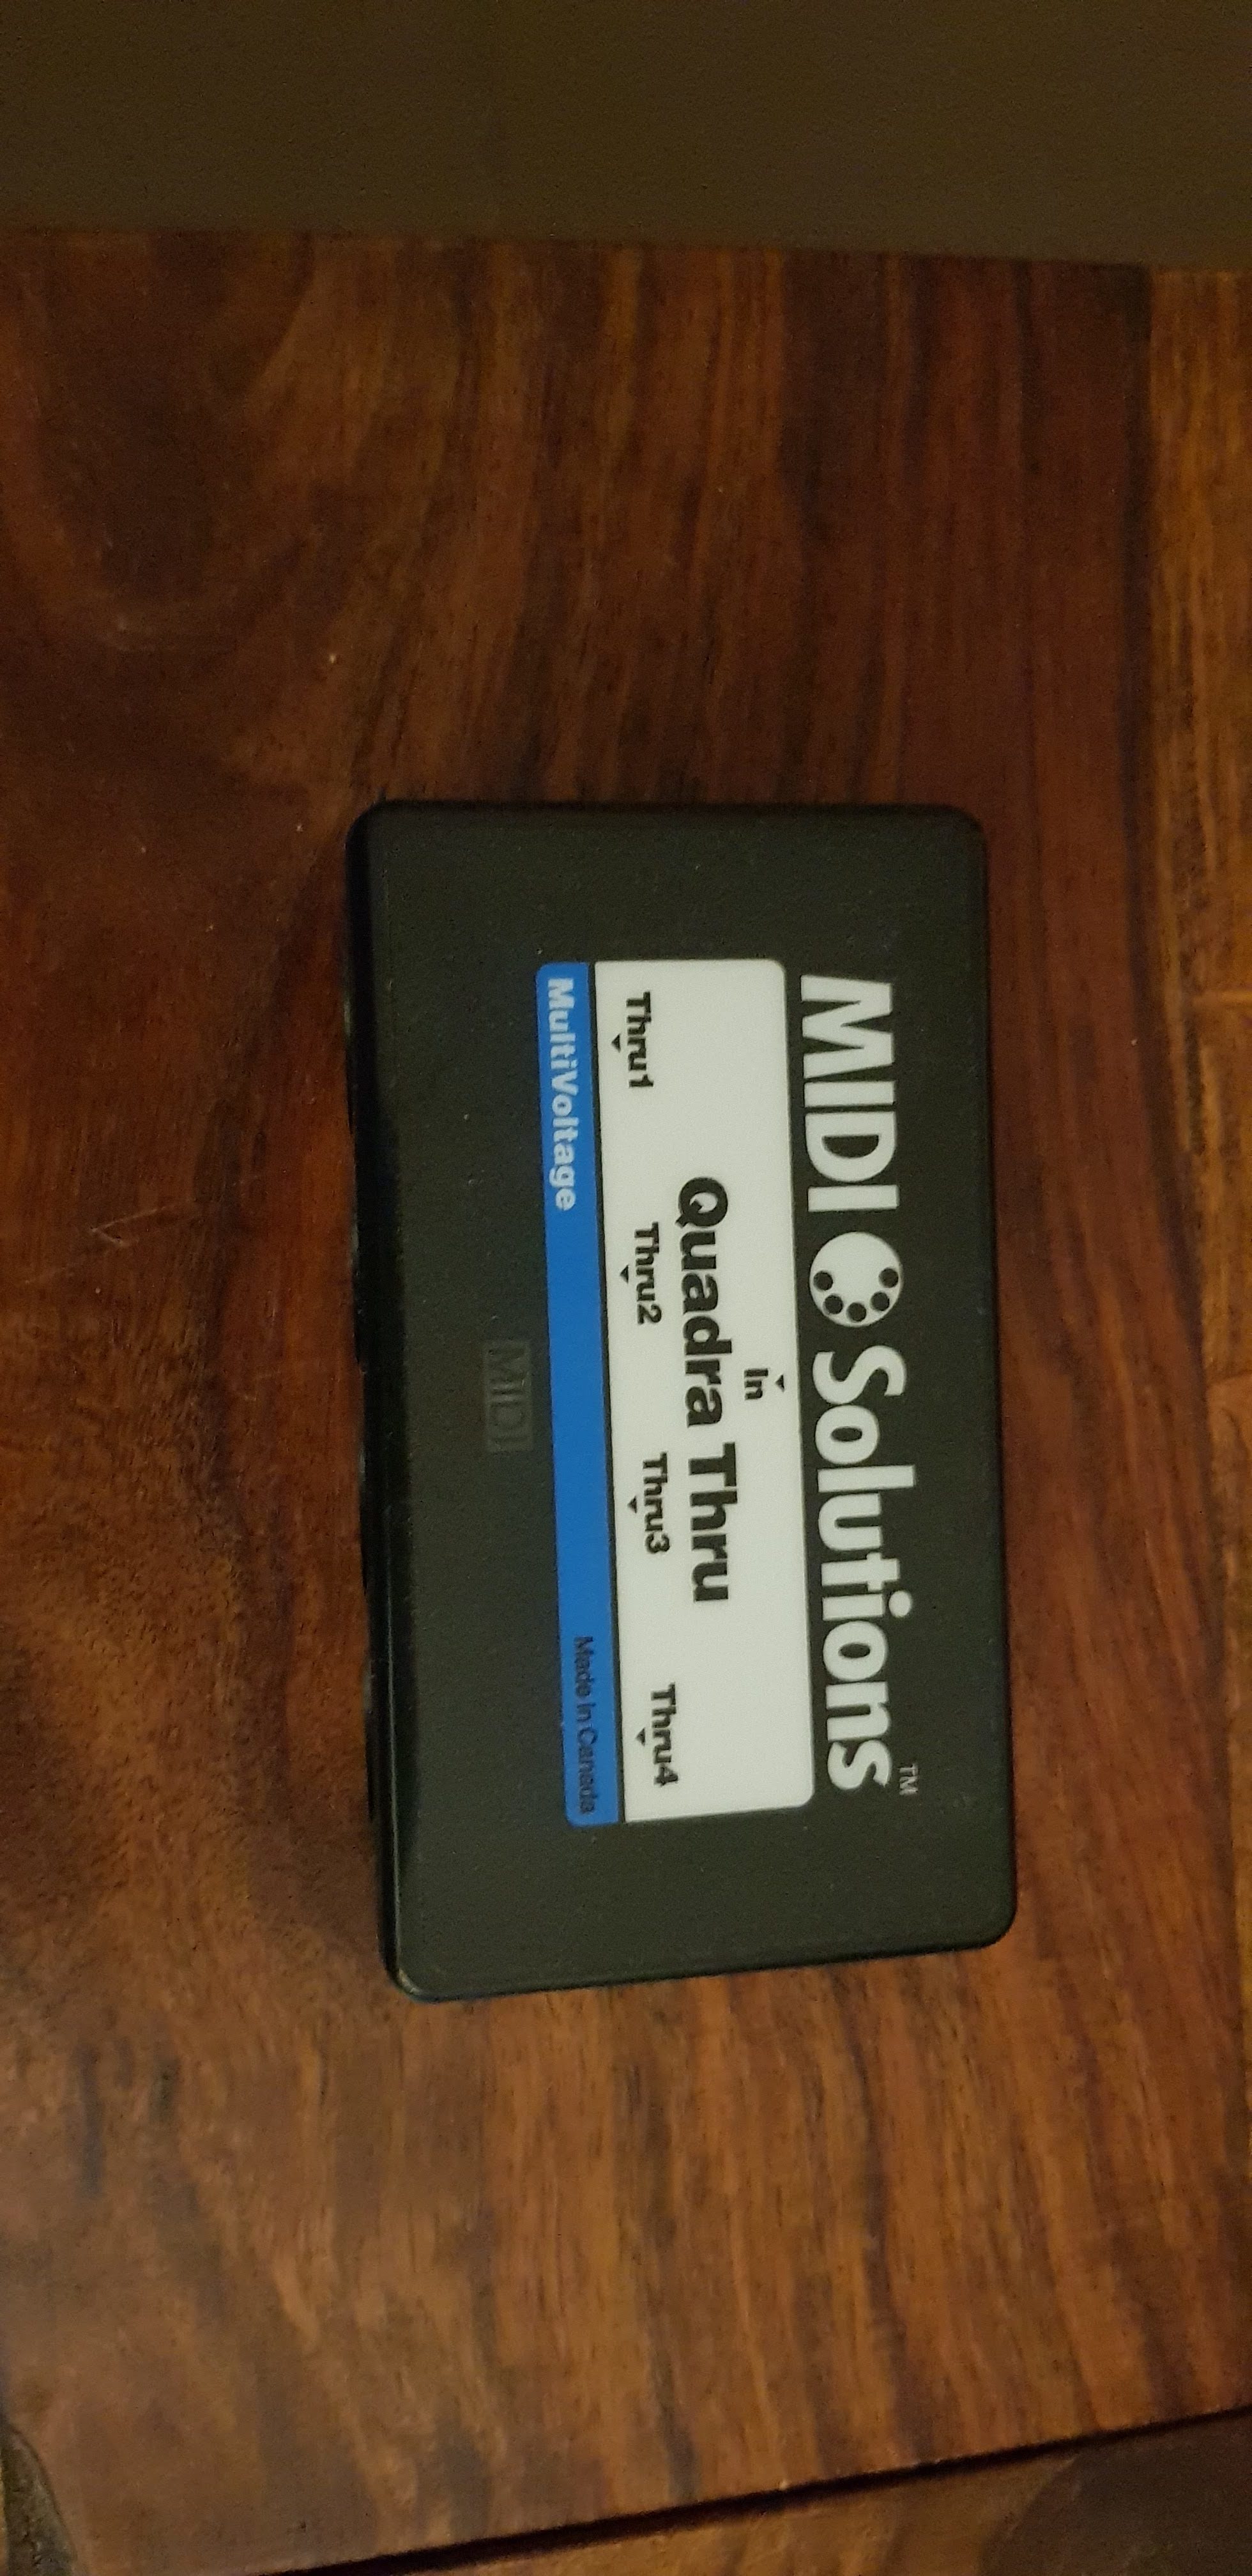 MIDI Solutions™
In
Quadra Thru
Thru1 Thru2 Thru3 Thru4
MultiVoltage Made In Canada
MIDI